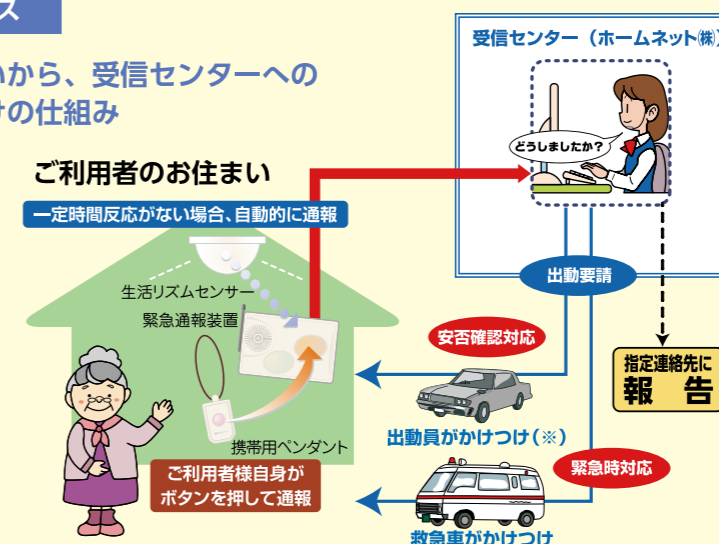 ス
いから、受信センターへの
けの仕組み
受信センター(ホームネット㈱)
どうしましたか?
ご利用者のお住まい
一定時間反応がない場合、自動的に通報
生活リズムセンサー
緊急通報装置
携帯用ペンダント
ご利用者様自身が
ボタンを押して通報
出動要請
安否確認対応
出動員がかけつけ(※)
指定連絡先に
報 告
緊急時対応
救急車がかけつけ